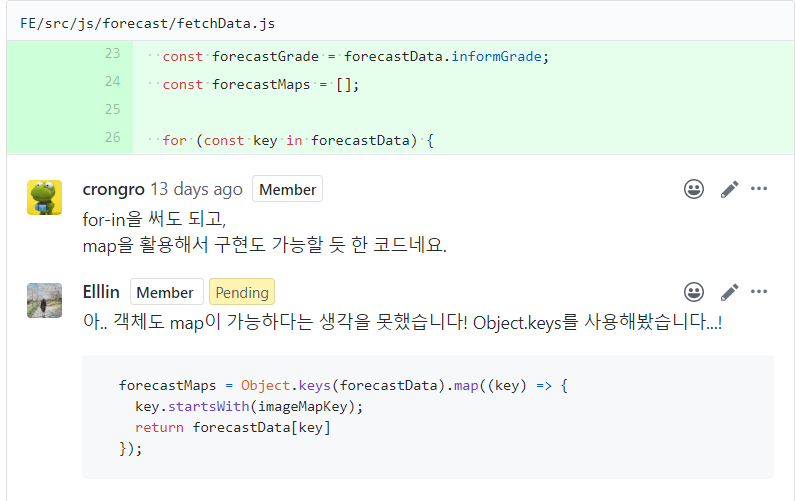 FE/src/js/forecast/fetchData.js
23 const forecastGrade = forecastData.informGrade;
24 const forecastMaps = [];
25
26 for (const key in forecastData) {
crongro 13 days ago Member
for-in을 써도 되고,
map을 활용해서 구현도 가능할 듯 한 코드네요.
Elllin Member Pending
아.. 객체도 map이 가능하다는 생각을 못했습니다! Object.keys를 사용해봤습니다...!
forecastMaps = Object.keys(forecastData).map((key) => {
key.startsWith(imageMapKey);
return forecastData[key]
});